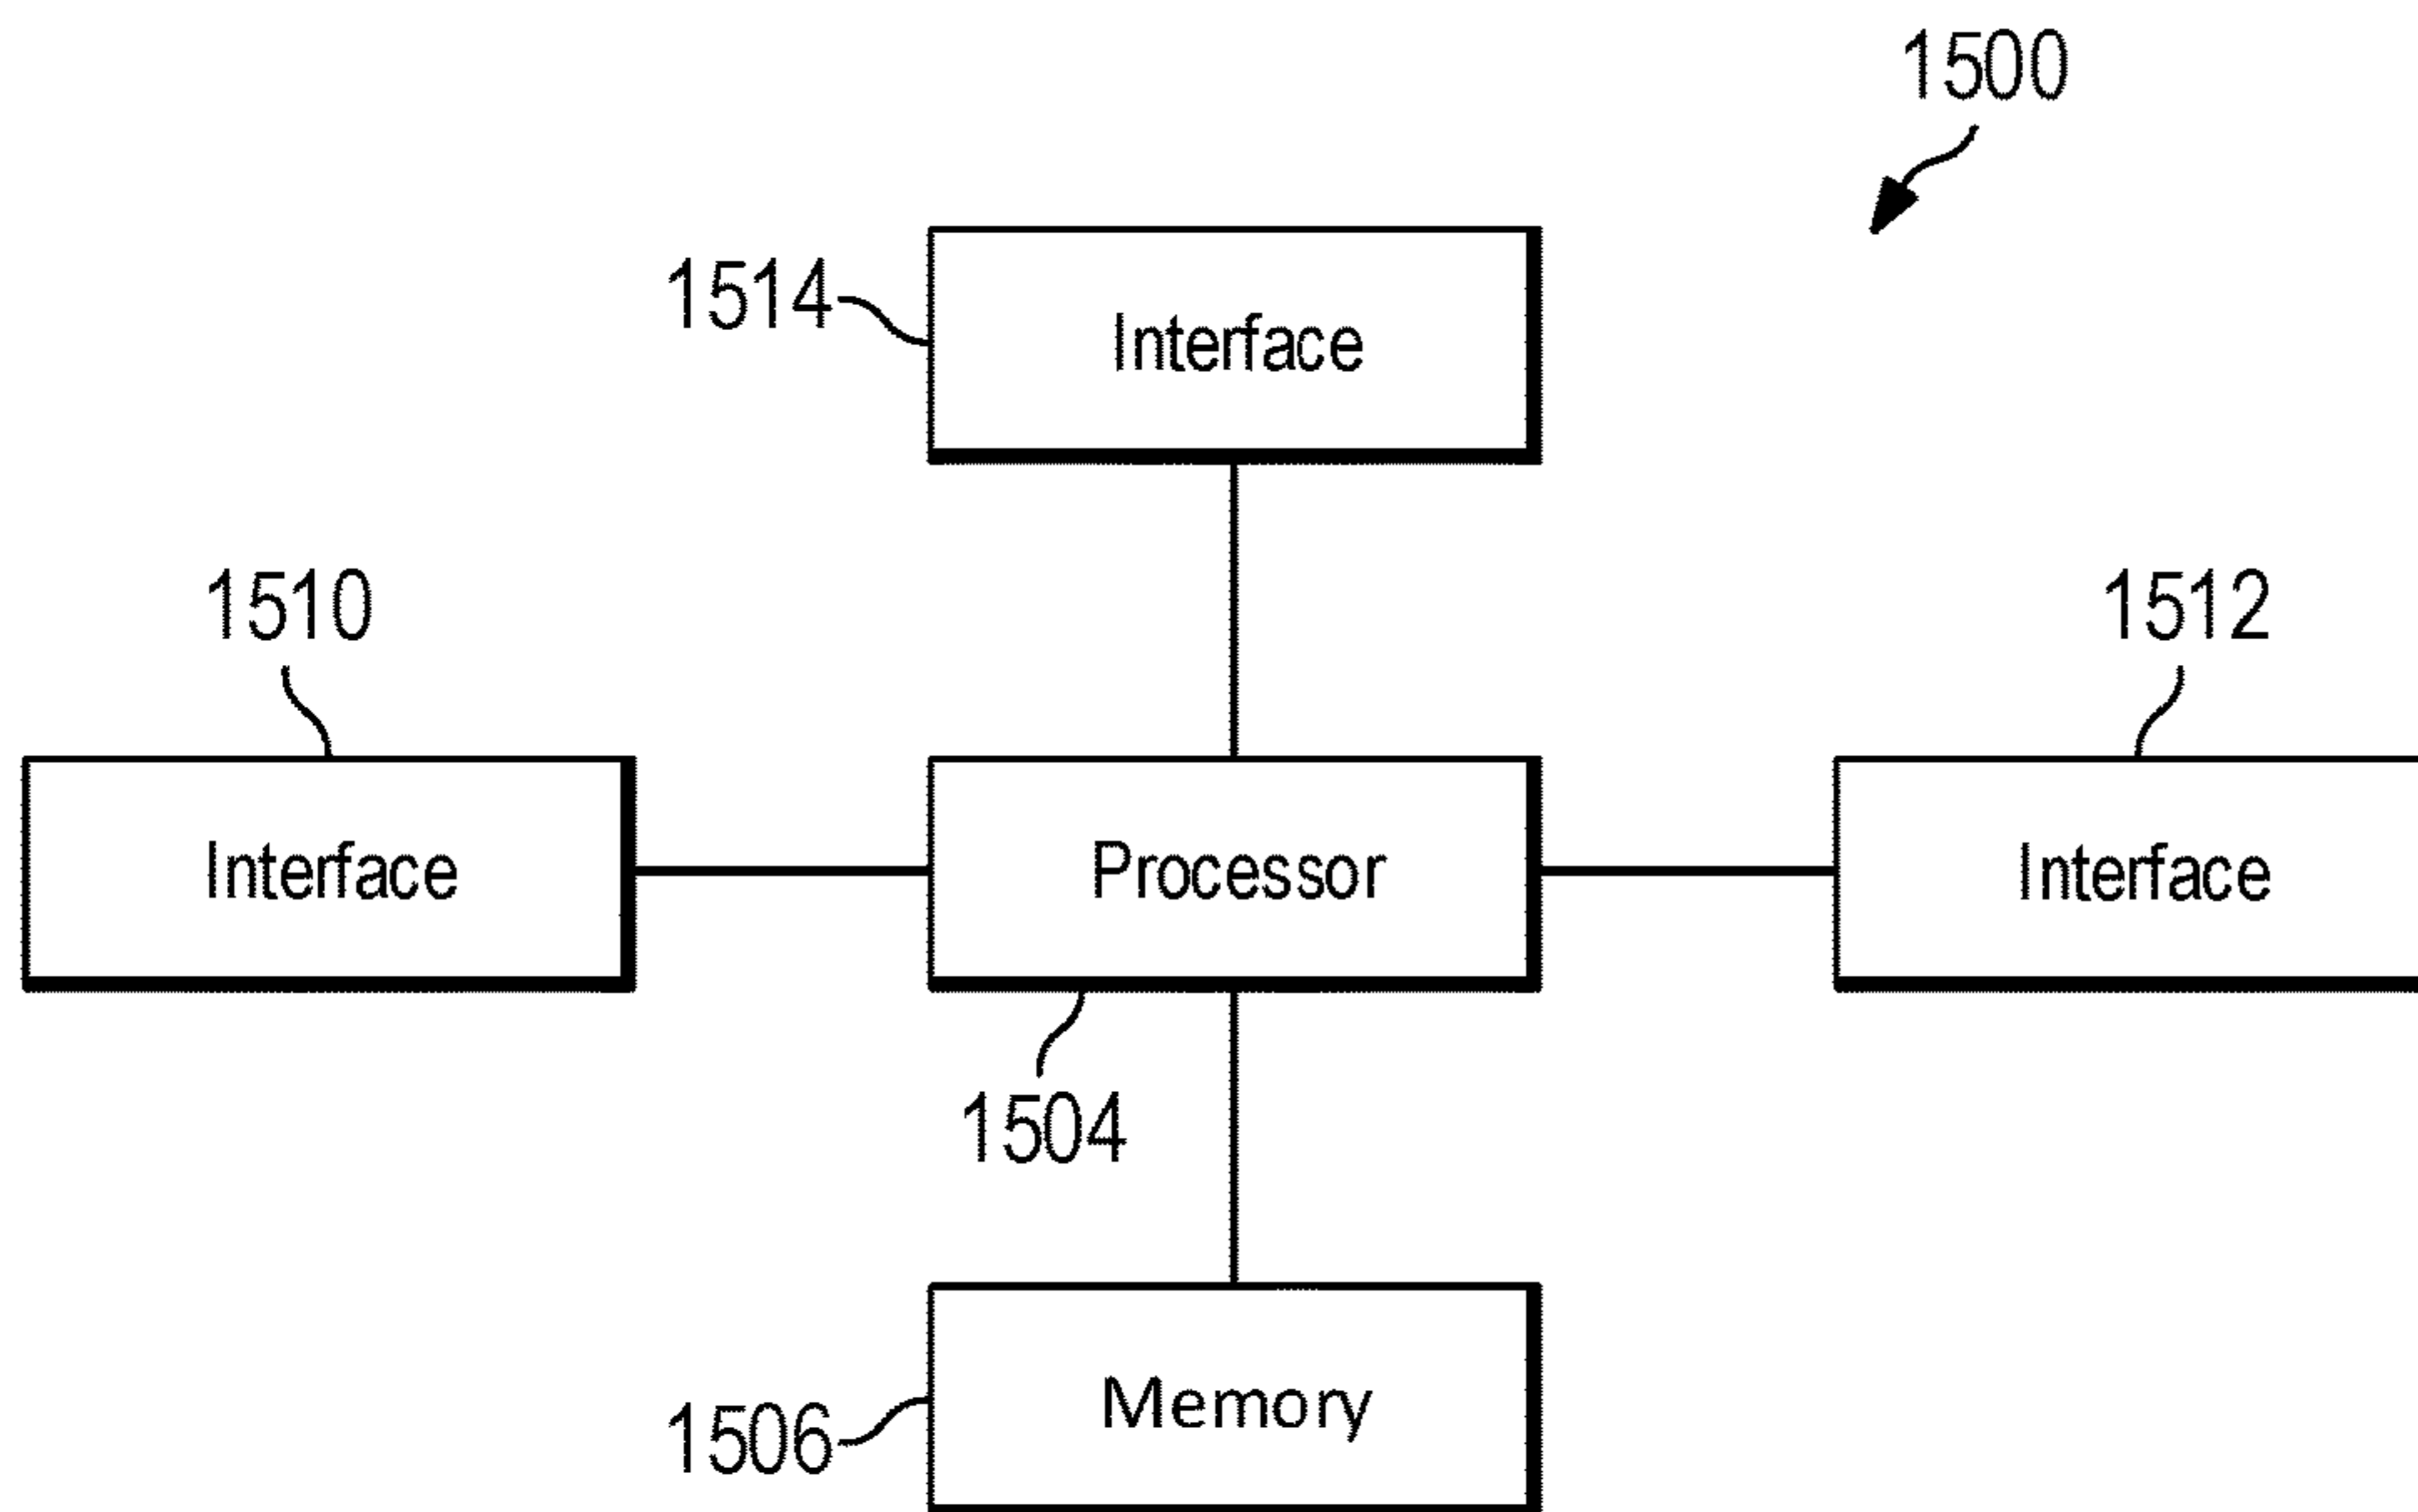 1500
1514
Interface
1510
1512
Interface
Processor
Interface
1504
Memory
1506